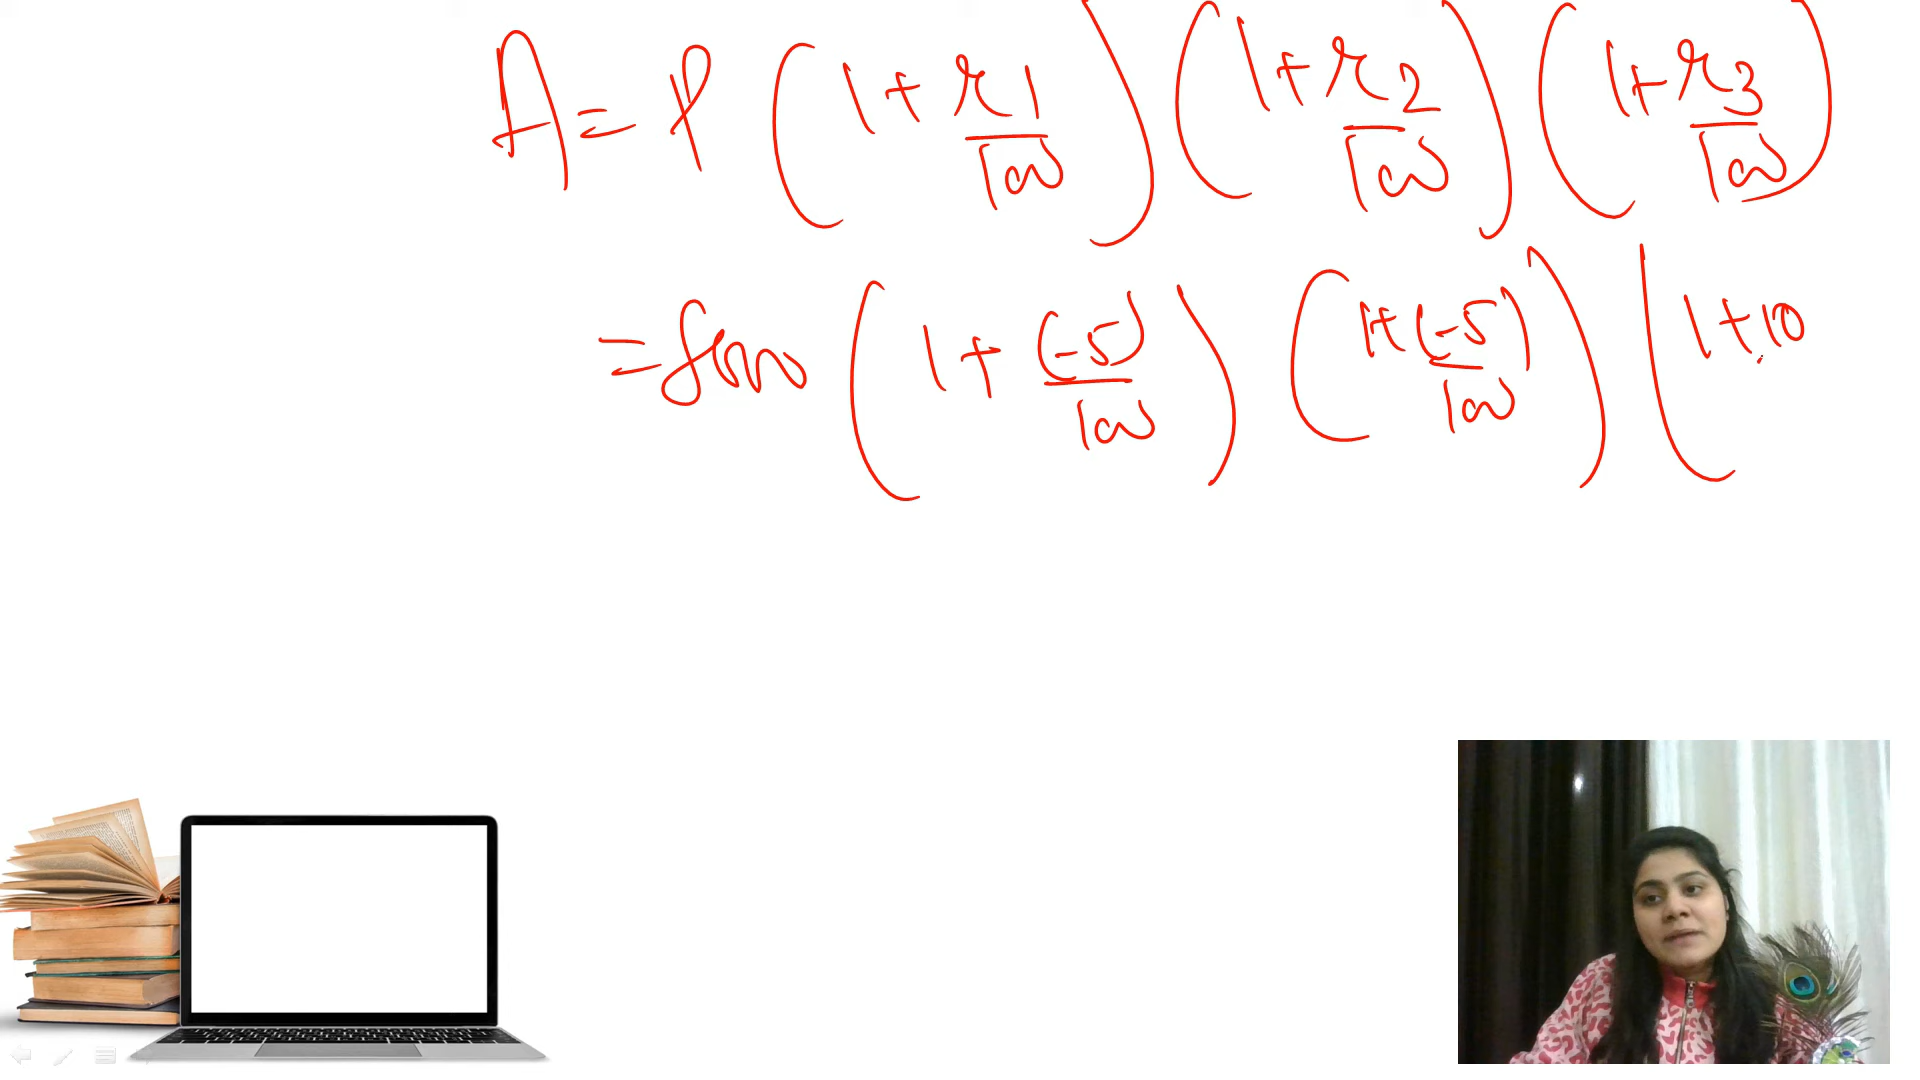 A = P (1 + r1/100) (1 + r2/100) (1 + r3/100)
= 8000 (1 + (-5)/100) (1 + (-5)/100) (1 + 10